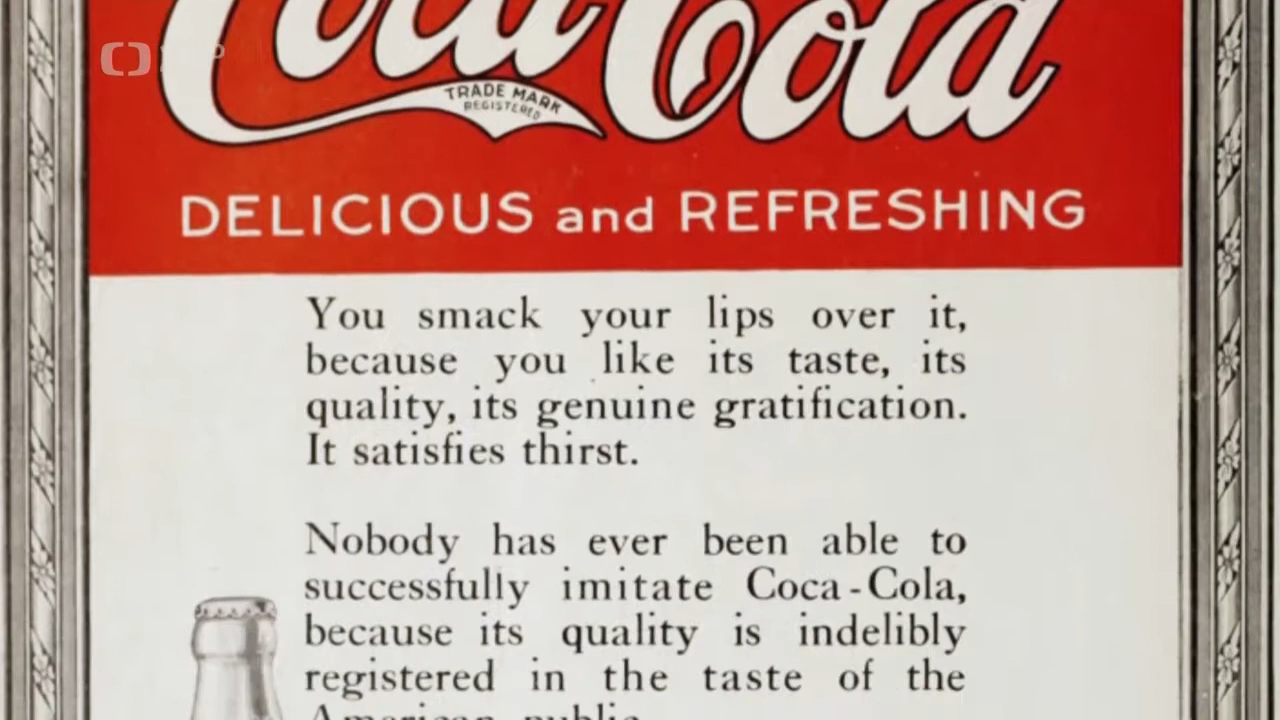 Coca-Cola
TRADE MARK
REGISTERED
DELICIOUS and REFRESHING
You smack your lips over it,
because you like its taste, its
quality, its genuine gratification.
It satisfies thirst.
Nobody has ever been able to
successfully imitate Coca-Cola,
because its quality is indelibly
registered in the taste of the
American public.